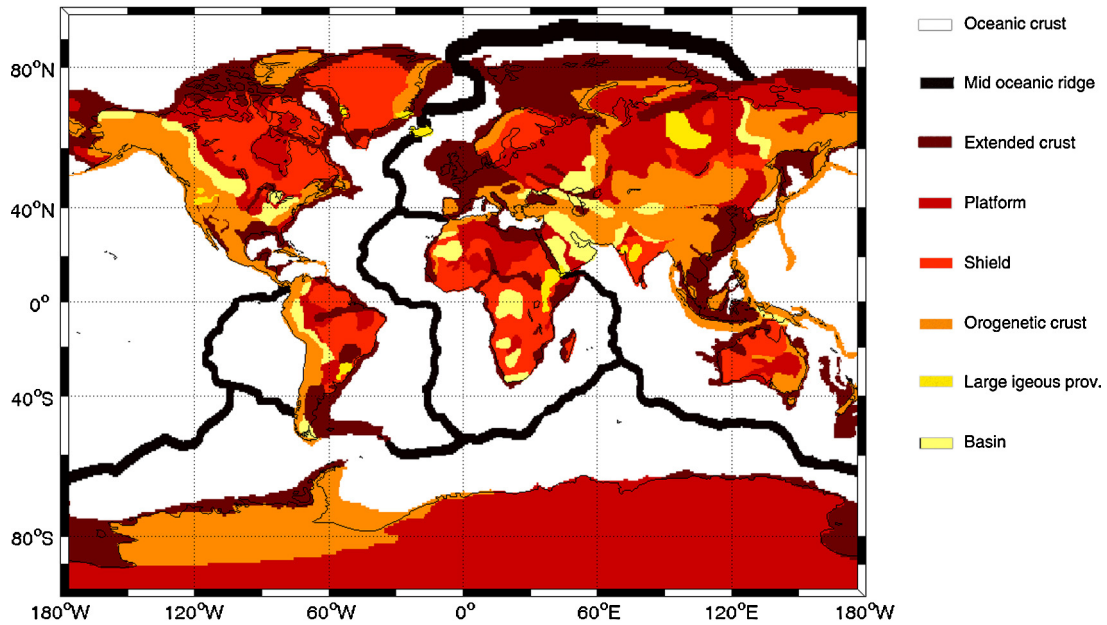 Oceanic crust
Mid oceanic ridge
Extended crust
Platform
Shield
Orogenetic crust
Large igeous prov.
Basin
80°N
40°N
0°
40°S
80°S
180°W 120°W 60°W 0° 60°E 120°E 180°W